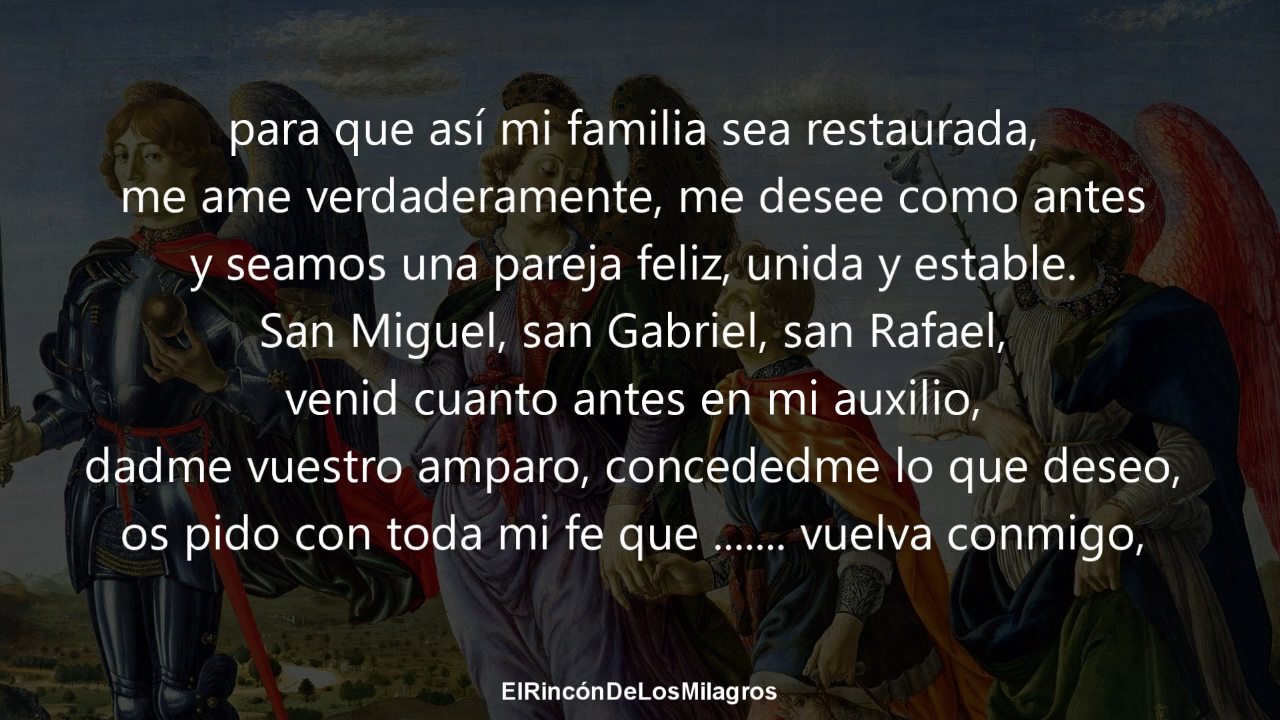 para que así mi familia sea restaurada,
me ame verdaderamente, me desee como antes
y seamos una pareja feliz, unida y estable.
San Miguel, san Gabriel, san Rafael,
venid cuanto antes en mi auxilio,
dadme vuestro amparo, concededme lo que deseo,
os pido con toda mi fe que ....... vuelva conmigo,
ElRincónDeLosMilagros